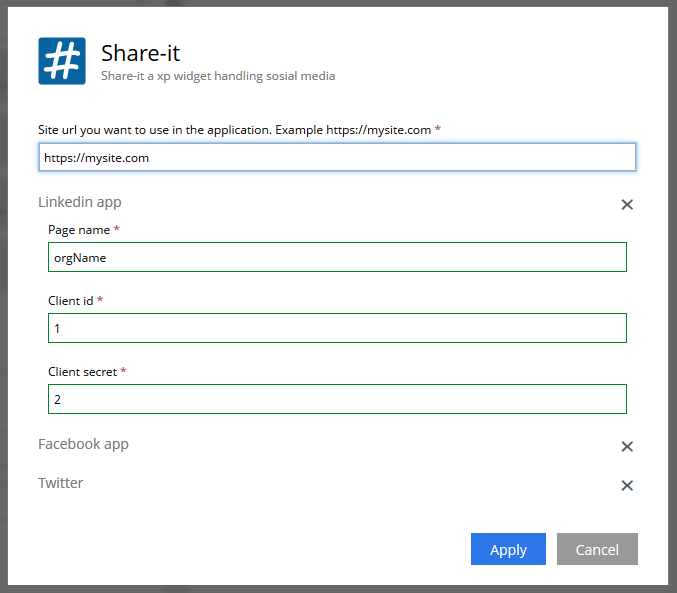 #
Share-it
Share-it a xp widget handling sosial media
Site url you want to use in the application. Example https://mysite.com *
https://mysite.com
Linkedin app
Page name *
orgName
Client id *
1
Client secret *
2
Facebook app
Twitter
Apply Cancel